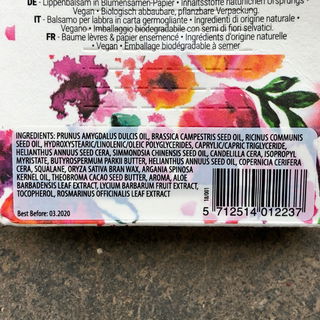 DE - Lippenbalsam in Blumensamen-Papier • Inhaltsstoffe natürlichen Ursprungs •
Vegan • Biologisch abbaubare, pflanzbare Verpackung.
IT - Balsamo per labbra in carta germogliante • Ingredienti di origine naturale •
Vegano • Imballaggio biodegradabile con semi di fiori selvatici.
FR - Baume lèvres & papier ensemencé • Ingrédients d'origine naturelle
• Vegan • Emballage biodégradable à semer
INGREDIENTS: PRUNUS AMYGDALUS DULCIS OIL, BRASSICA CAMPESTRIS SEED OIL, RICINUS COMMUNIS
SEED OIL, HYDROXYSTEARIC/LINOLENIC/OLEIC POLYGLYCERIDES, CAPRYLIC/CAPRIC TRIGLYCERIDE,
HELIANTHUS ANNUUS SEED CERA, SIMMONDSIA CHINENSIS SEED OIL, CANDELILLA CERA, ISOPROPYL
MYRISTATE, BUTYROSPERMUM PARKII BUTTER, HELIANTHUS ANNUUS SEED OIL, COPERNICIA CERIFERA
CERA, SQUALANE, ORYZA SATIVA BRAN WAX, ARGANIA SPINOSA
KERNEL OIL, THEOBROMA CACAO SEED BUTTER, AROMA, ALOE
BARBADENSIS LEAF EXTRACT, LYCIUM BARBARUM FRUIT EXTRACT,
TOCOPHEROL, ROSMARINUS OFFICINALIS LEAF EXTRACT
Best Before: 03.2020
18/001
5 712514 012237